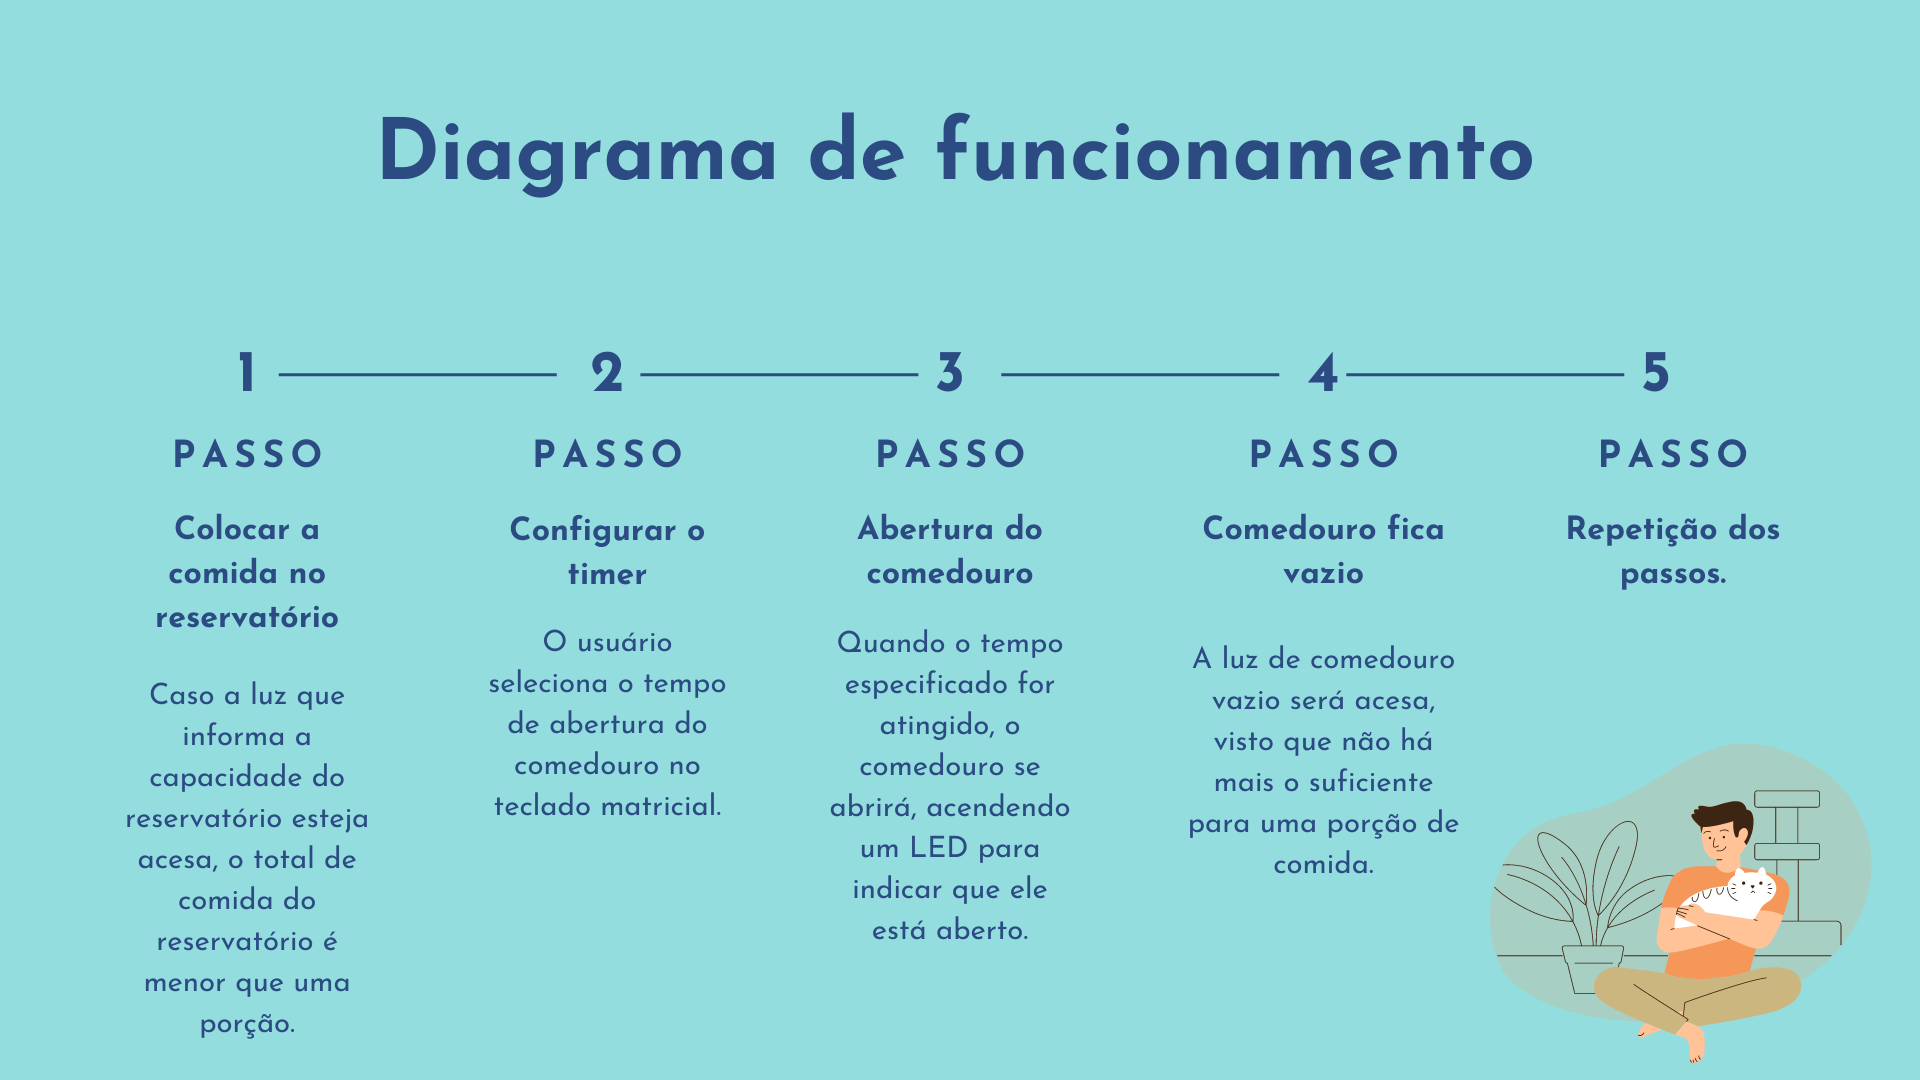 Diagrama de funcionamento
1
PASSO
Colocar a
comida no
reservatório
Caso a luz que
informa a
capacidade do
reservatório esteja
acesa, o total de
comida do
reservatório é
menor que uma
porção.
2
PASSO
Configurar o
timer
O usuário
seleciona o tempo
de abertura do
comedouro no
teclado matricial.
3
PASSO
Abertura do
comedouro
Quando o tempo
especificado for
atingido, o
comedouro se
abrirá, acendendo
um LED para
indicar que ele
está aberto.
4
PASSO
Comedouro fica
vazio
A luz de comedouro
vazio será acesa,
visto que não há
mais o suficiente
para uma porção de
comida.
5
PASSO
Repetição dos
passos.